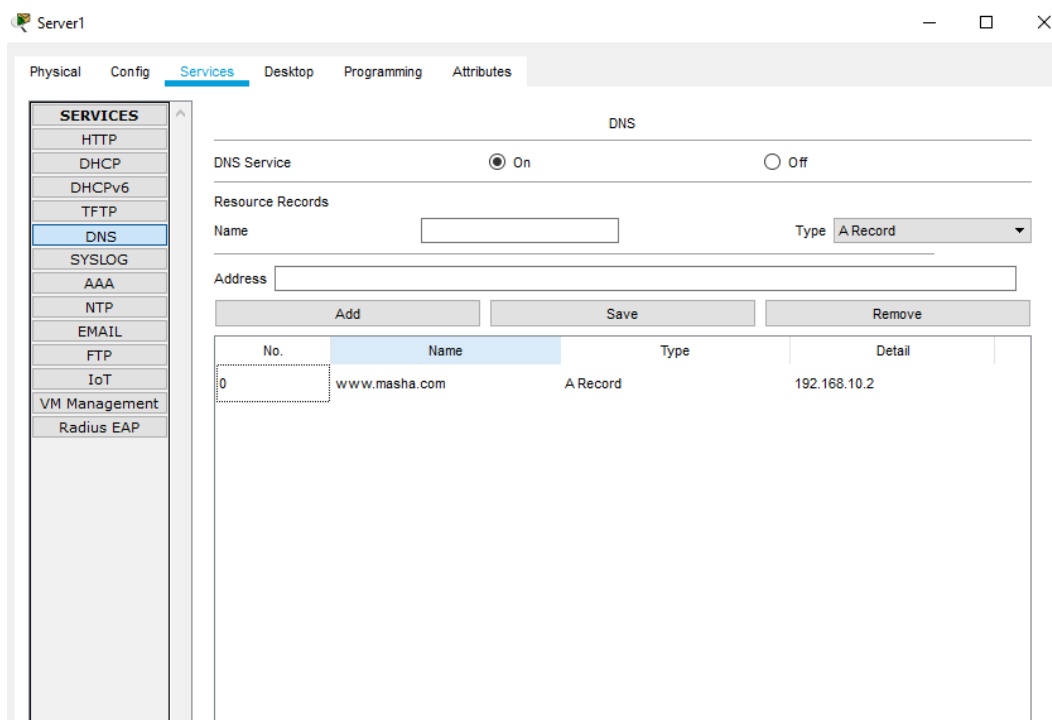 Server1
Physical Config Services Desktop Programming Attributes
SERVICES
HTTP
DHCP
DHCPv6
TFTP
DNS
SYSLOG
AAA
NTP
EMAIL
FTP
IoT
VM Management
Radius EAP
DNS
DNS Service On Off
Resource Records
Name Type A Record
Address
Add Save Remove
No. Name Type Detail
0 www.masha.com A Record 192.168.10.2